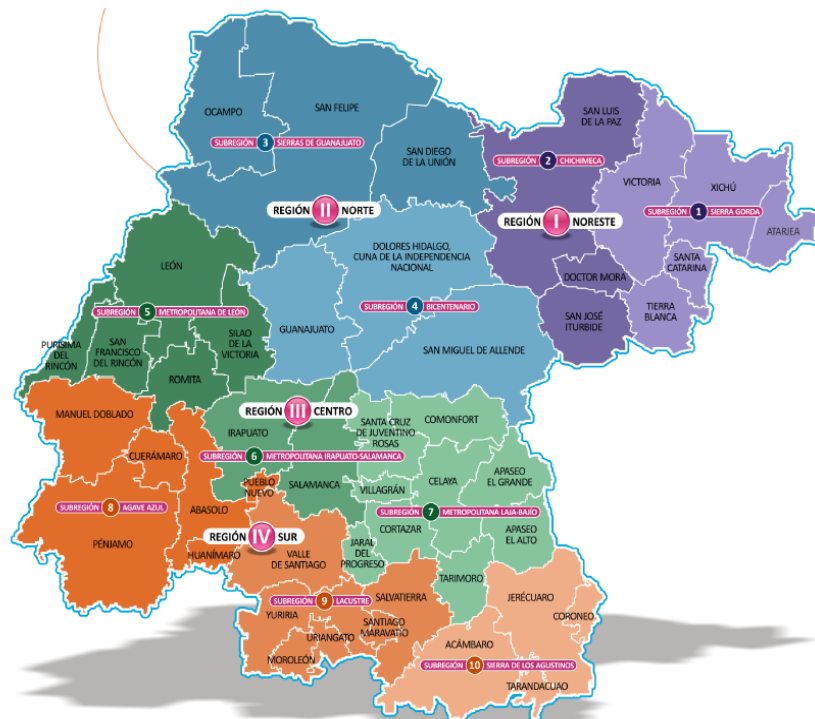 SAN LUIS
DE LA PAZ
OCAMPO
SAN FELIPE
SUBREGIÓN 3 SIERRAS DE GUANAJUATO
SAN DIEGO
DE LA UNIÓN
SUBREGIÓN 2 CHICHIMECA
VICTORIA
XICHÚ
REGIÓN II NORTE
REGIÓN I NORESTE
SUBREGIÓN 1 SIERRA GORDA
ATARJEA
DOLORES HIDALGO,
CUNA DE LA INDEPENDENCIA
NACIONAL
LEÓN
SANTA
CATARINA
DOCTOR MORA
SUBREGIÓN 5 METROPOLITANA DE LEÓN
SUBREGIÓN 4 BICENTENARIO
SAN JOSÉ
ITURBIDE
TIERRA
BLANCA
GUANAJUATO
SILAO
DE LA
VICTORIA
PURÍSIMA
DEL
RINCÓN
SAN
FRANCISCO
DEL RINCÓN
SAN MIGUEL DE ALLENDE
ROMITA
MANUEL DOBLADO
REGIÓN III CENTRO
IRAPUATO
SANTA CRUZ
DE JUVENTINO
ROSAS
COMONFORT
CUERÁMARO
SUBREGIÓN 6 METROPOLITANA IRAPUATO-SALAMANCA
PUEBLO
NUEVO
SALAMANCA
VILLAGRÁN
CELAYA
APASEO
EL GRANDE
SUBREGIÓN 8 AGAVE AZUL
ABASOLO
SUBREGIÓN 7 METROPOLITANA LAJA-BAJÍO
CORTAZAR
APASEO
EL ALTO
PÉNJAMO
REGIÓN IV SUR
HUANÍMARO
VALLE
DE SANTIAGO
JARAL
DEL
PROGRESO
TARIMORO
JERÉCUARO
SUBREGIÓN 9 LACUSTRE
SALVATIERRA
YURIRIA
CORONEO
SANTIAGO
MARAVATÍO
URIANGATO
ACÁMBARO
MOROLEÓN
SUBREGIÓN 10 SIERRA DE LOS AGUSTINOS
TARANDACUAO